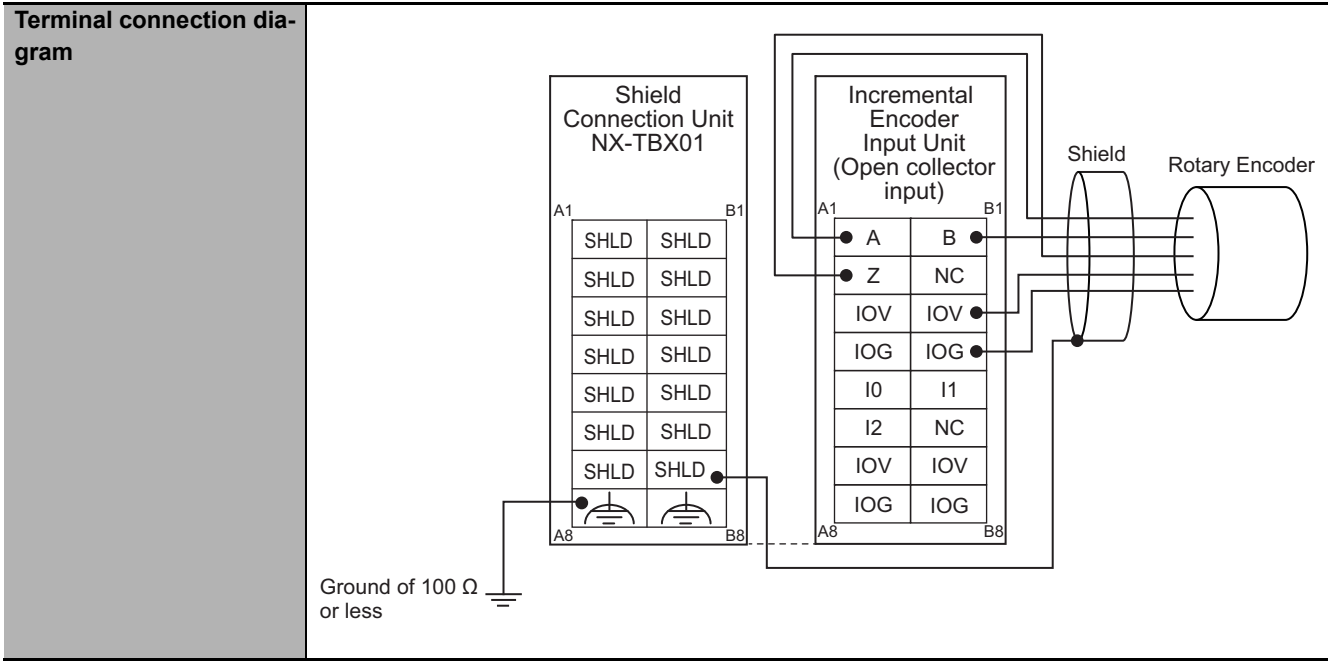 Terminal connection dia-
gram
Shield
Connection Unit
NX-TBX01
A1 B1
SHLD SHLD
SHLD SHLD
SHLD SHLD
SHLD SHLD
SHLD SHLD
SHLD SHLD
SHLD SHLD
A8 B8
Ground of 100 Ω
or less
Incremental
Encoder
Input Unit
(Open collector
input)
A1 B1
A B
Z NC
IOV IOV
IOG IOG
I0 I1
I2 NC
IOV IOV
IOG IOG
A8 B8
Shield
Rotary Encoder